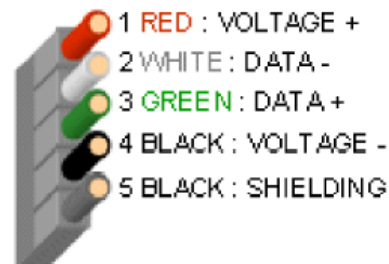 1 RED : VOLTAGE +
2 WHITE : DATA -
3 GREEN : DATA +
4 BLACK : VOLTAGE -
5 BLACK : SHIELDING